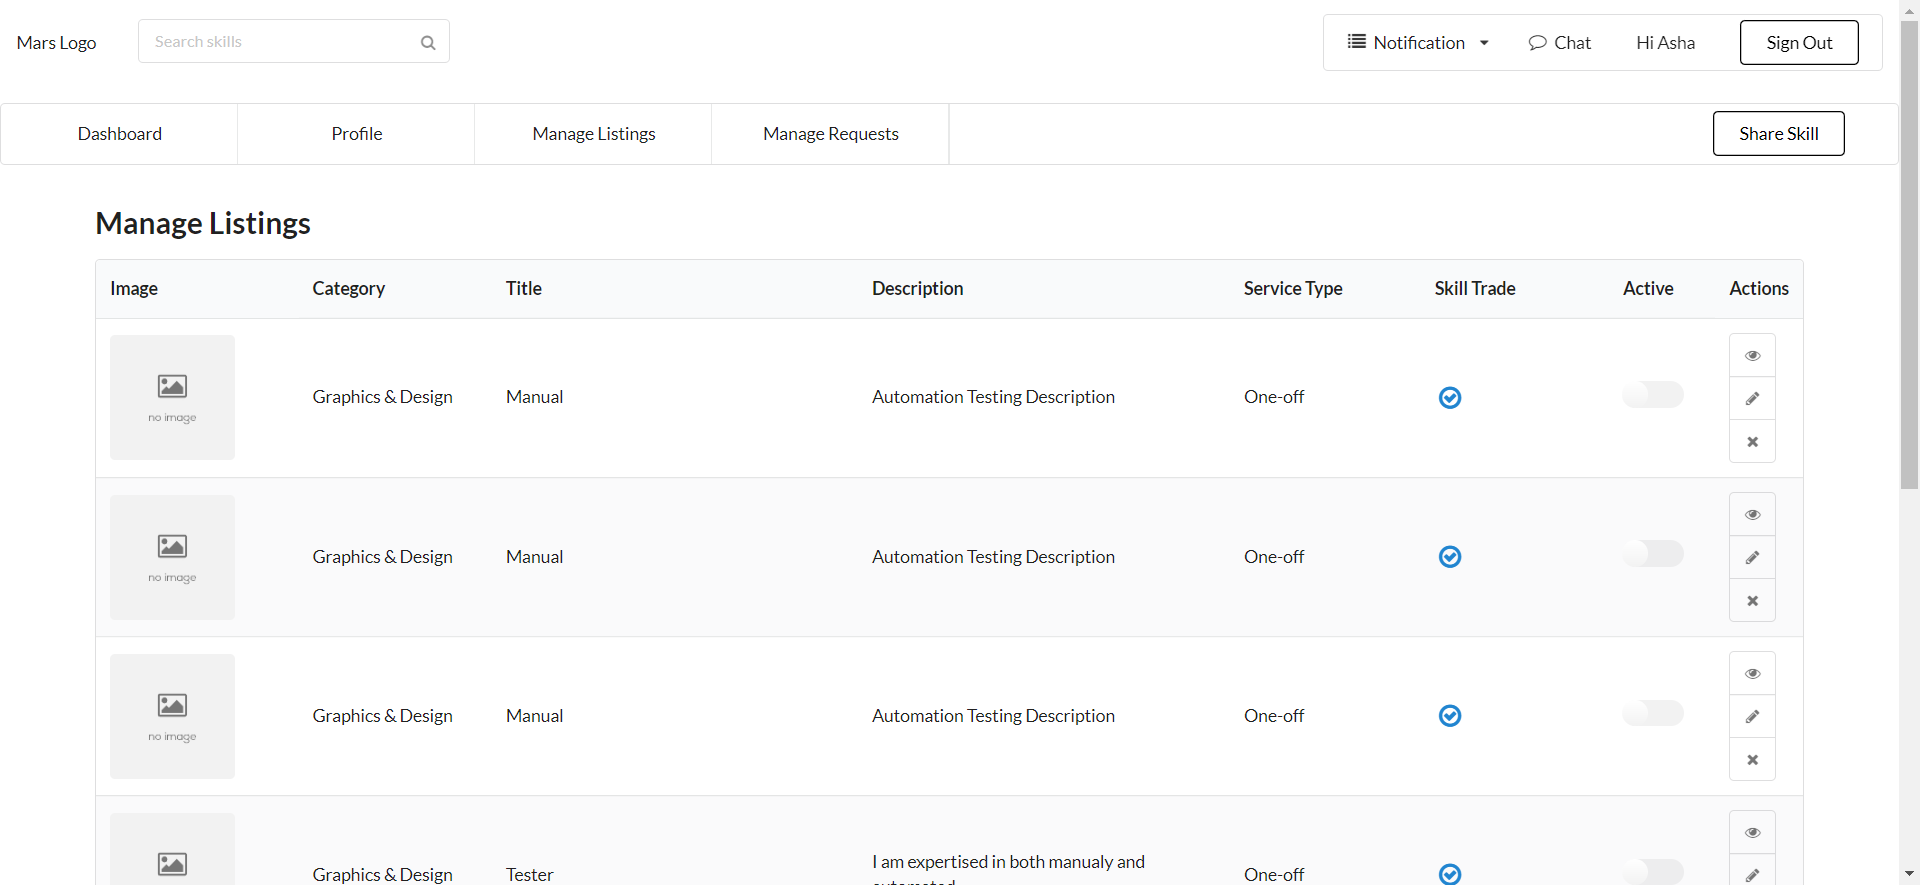 Mars Logo
Search skills
Notification
Chat
Hi Asha
Sign Out
Dashboard
Profile
Manage Listings
Manage Requests
Share Skill
Manage Listings
Image
Category
Title
Description
Service Type
Skill Trade
Active
Actions
no image
Graphics & Design
Manual
Automation Testing Description
One-off
no image
Graphics & Design
Manual
Automation Testing Description
One-off
no image
Graphics & Design
Manual
Automation Testing Description
One-off
Graphics & Design
Tester
I am expertised in both manualy and
One-off